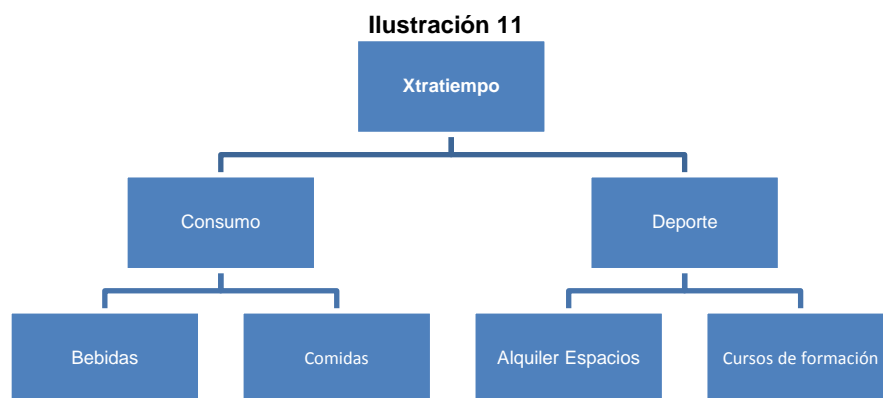 Ilustración 11
Xtratiempo
Consumo
Deporte
Bebidas
Comidas
Alquiler Espacios
Cursos de formación